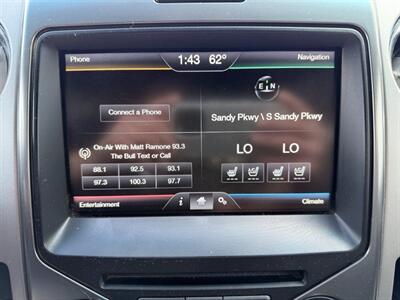 Phone
1:43 62°
Navigation
E N
Connect a Phone
Sandy Pkwy \ S Sandy Pkwy
On-Air With Matt Ramone 93.3
The Bull Text or Call
LO LO
88.1 92.5 93.1
97.3 100.3 97.7
Entertainment
i
Climate